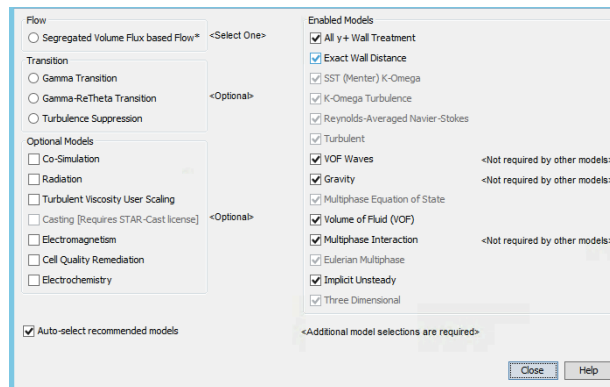 Flow
Segregated Volume Flux based Flow*
<Select One>
Transition
Gamma Transition
Gamma-ReTheta Transition
<Optional>
Turbulence Suppression
Optional Models
Co-Simulation
Radiation
Turbulent Viscosity User Scaling
Casting [Requires STAR-Cast license]
<Optional>
Electromagnetism
Cell Quality Remediation
Electrochemistry
Auto-select recommended models
Enabled Models
All y+ Wall Treatment
Exact Wall Distance
SST (Menter) K-Omega
K-Omega Turbulence
Reynolds-Averaged Navier-Stokes
Turbulent
VOF Waves <Not required by other models>
Gravity <Not required by other models>
Multiphase Equation of State
Volume of Fluid (VOF)
Multiphase Interaction <Not required by other models>
Eulerian Multiphase
Implicit Unsteady
Three Dimensional
<Additional model selections are required>
Close Help